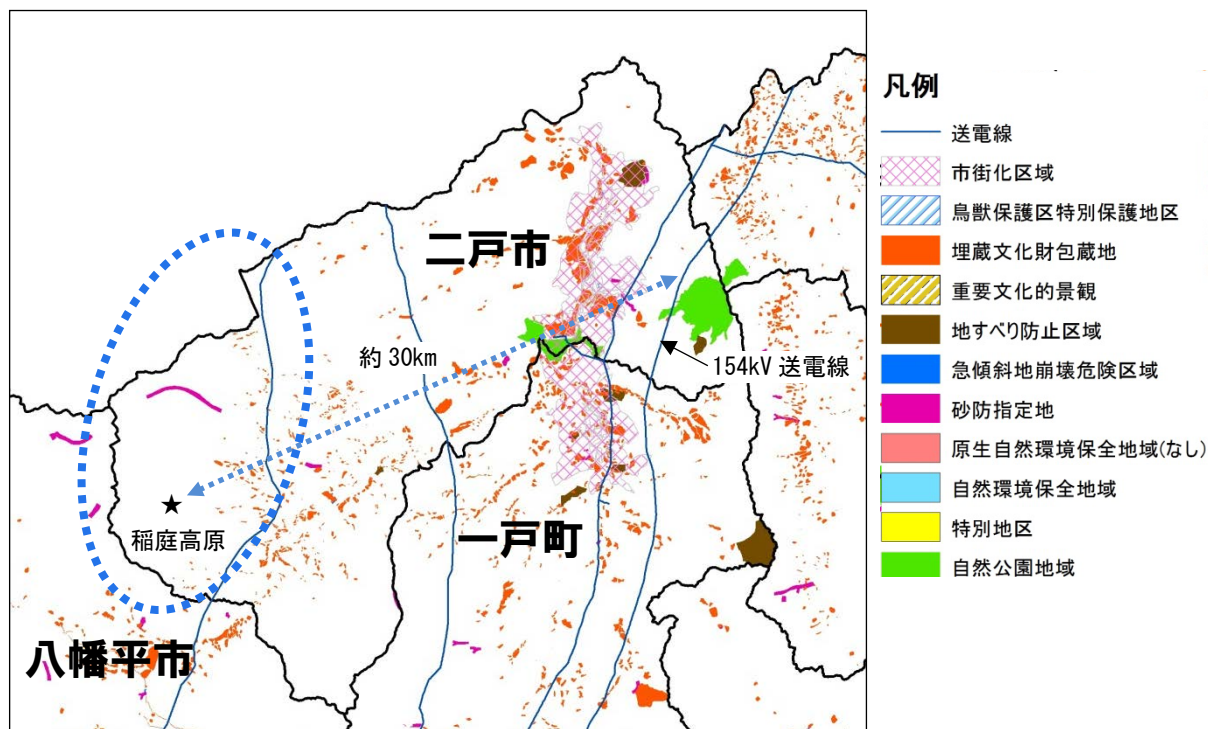 二戸市
約 30km
154kV 送電線
★
稲庭高原
一戸町
八幡平市
凡例
送電線
市街化区域
鳥獣保護区特別保護地区
埋蔵文化財包蔵地
重要文化的景観
地すべり防止区域
急傾斜地崩壊危険区域
砂防指定地
原生自然環境保全地域(なし)
自然環境保全地域
特別地区
自然公園地域